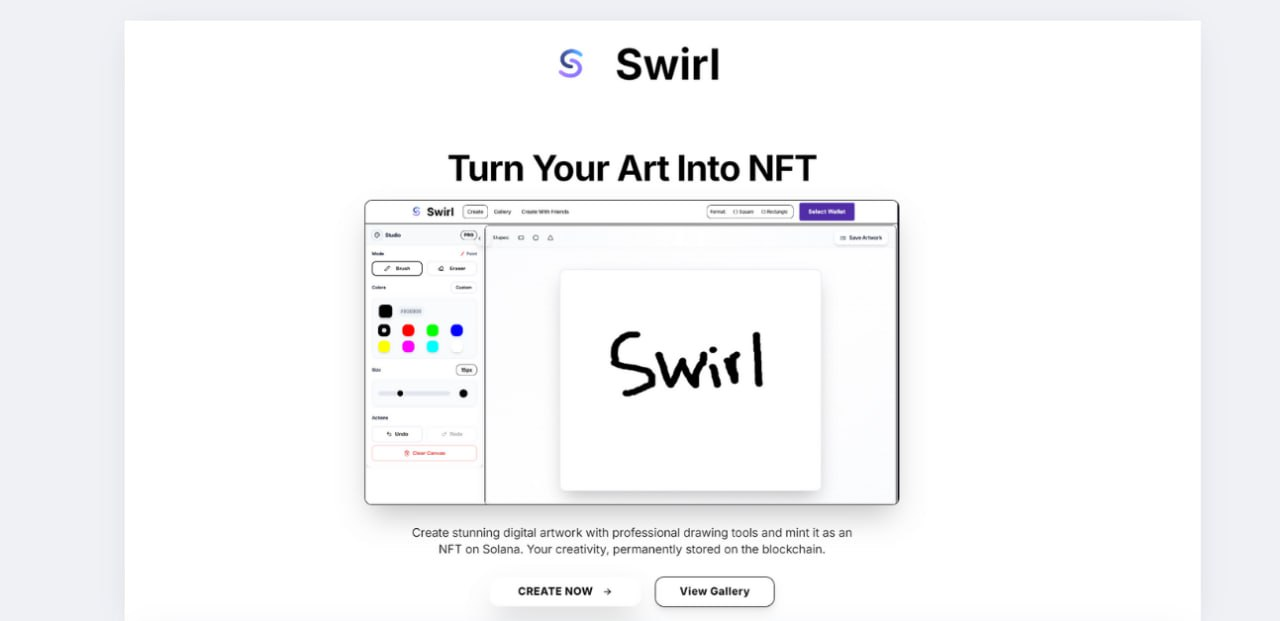 Swirl
Turn Your Art Into NFT
Swirl Create Gallery Create With Friends Format Square Rectangle Select Wallet
Studio PRO Shapes Save Artwork
Mode Paint
Brush Eraser
Colors Custom
#000000
Swirl
Size 15px
Actions
Undo Redo
Clear Canvas
Create stunning digital artwork with professional drawing tools and mint it as an
NFT on Solana. Your creativity, permanently stored on the blockchain.
CREATE NOW →
View Gallery